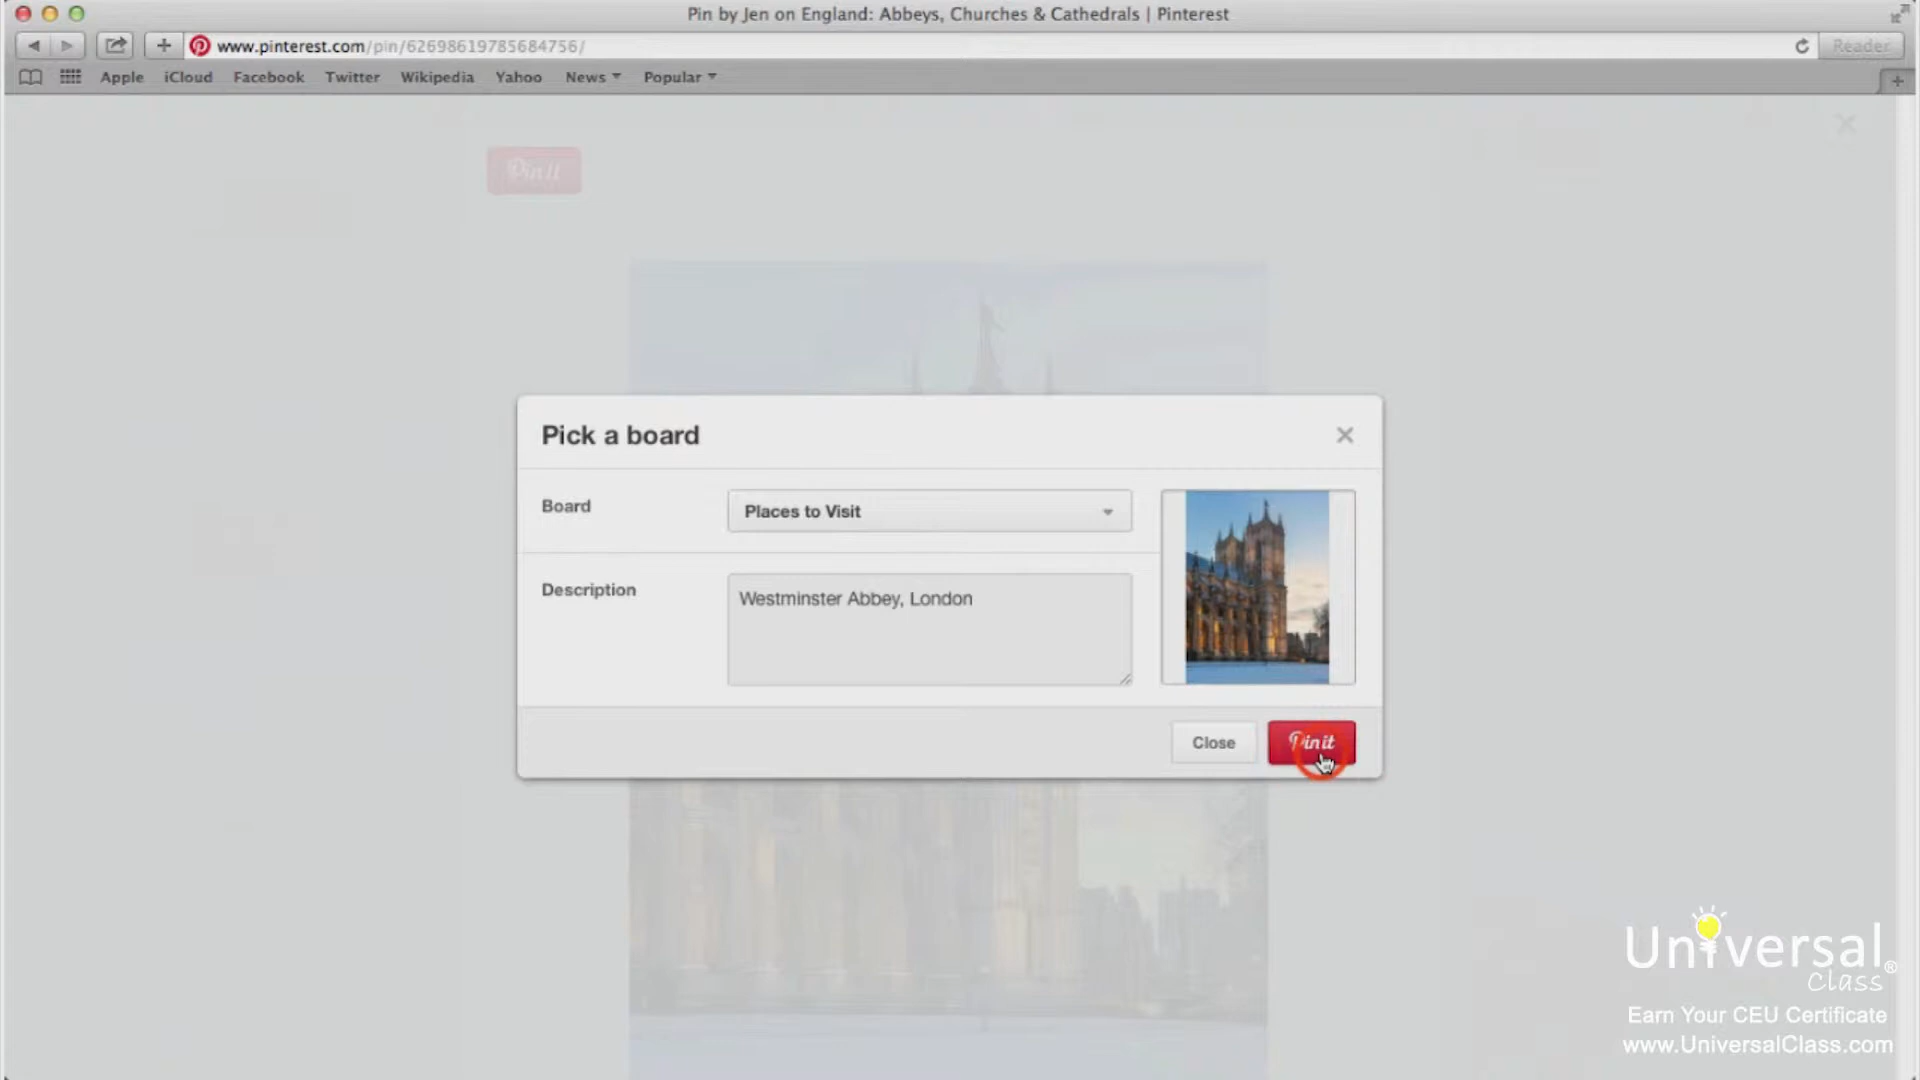 Pin by Jen on England: Abbeys, Churches & Cathedrals | Pinterest
www.pinterest.com/pin/62698619785684756/
Reader
Apple iCloud Facebook Twitter Wikipedia Yahoo News Popular
Pin it
Pick a board
Board
Places to Visit
Description
Westminster Abbey, London
Close
Pin it
Universal®
Class
Earn Your CEU Certificate
www.UniversalClass.com